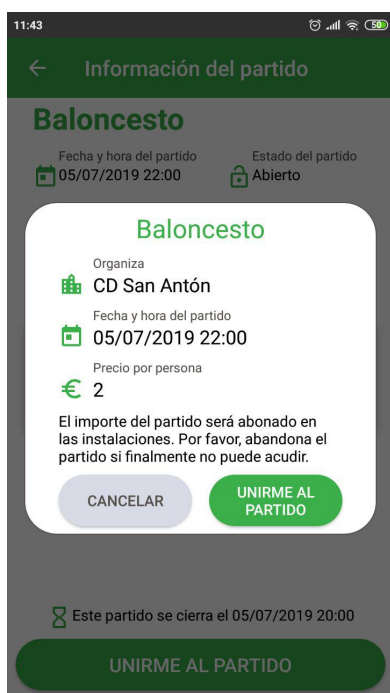 11:43
50
Información del partido
Baloncesto
Fecha y hora del partido
05/07/2019 22:00
Estado del partido
Abierto
Baloncesto
Organiza
CD San Antón
Fecha y hora del partido
05/07/2019 22:00
Precio por persona
€ 2
El importe del partido será abonado en
las instalaciones. Por favor, abandona el
partido si finalmente no puede acudir.
CANCELAR
UNIRME AL
PARTIDO
Este partido se cierra el 05/07/2019 20:00
UNIRME AL PARTIDO